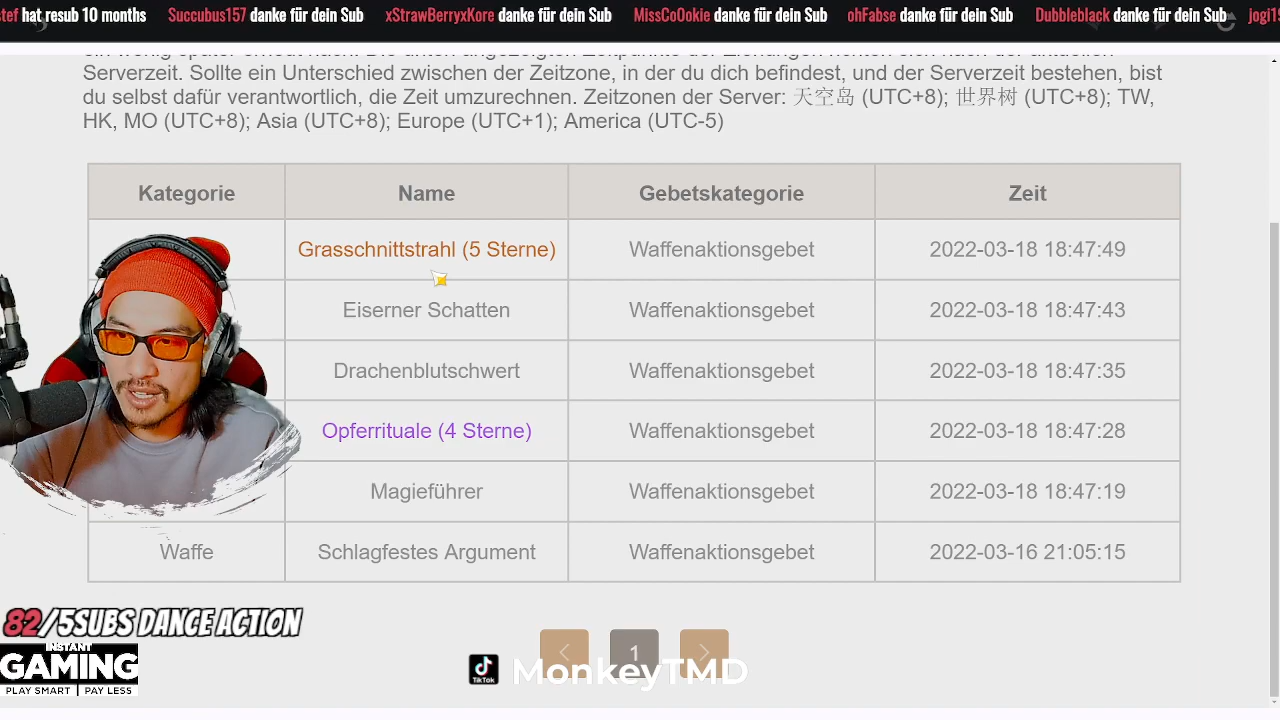 stef hat resub 10 months Succubus157 danke für dein Sub xStrawBerryxKore danke für dein Sub MissCoOokie danke für dein Sub ohFabse danke für dein Sub Dubbleblack danke für dein Sub jogi19
Serverzeit. Sollte ein Unterschied zwischen der Zeitzone, in der du dich befindest, und der Serverzeit bestehen, bist
du selbst dafür verantwortlich, die Zeit umzurechnen. Zeitzonen der Server: 天空岛 (UTC+8); 世界树 (UTC+8); TW,
HK, MO (UTC+8); Asia (UTC+8); Europe (UTC+1); America (UTC-5)
Kategorie Name Gebetskategorie Zeit
Grasschnittstrahl (5 Sterne) Waffenaktionsgebet 2022-03-18 18:47:49
Eiserner Schatten Waffenaktionsgebet 2022-03-18 18:47:43
Drachenblutschwert Waffenaktionsgebet 2022-03-18 18:47:35
Opferrituale (4 Sterne) Waffenaktionsgebet 2022-03-18 18:47:28
Magieführer Waffenaktionsgebet 2022-03-18 18:47:19
Waffe Schlagfestes Argument Waffenaktionsgebet 2022-03-16 21:05:15
82/5SUBS DANCE ACTION
1
INSTANT
GAMING
PLAY SMART | PAY LESS
TikTok MonkeyTMD